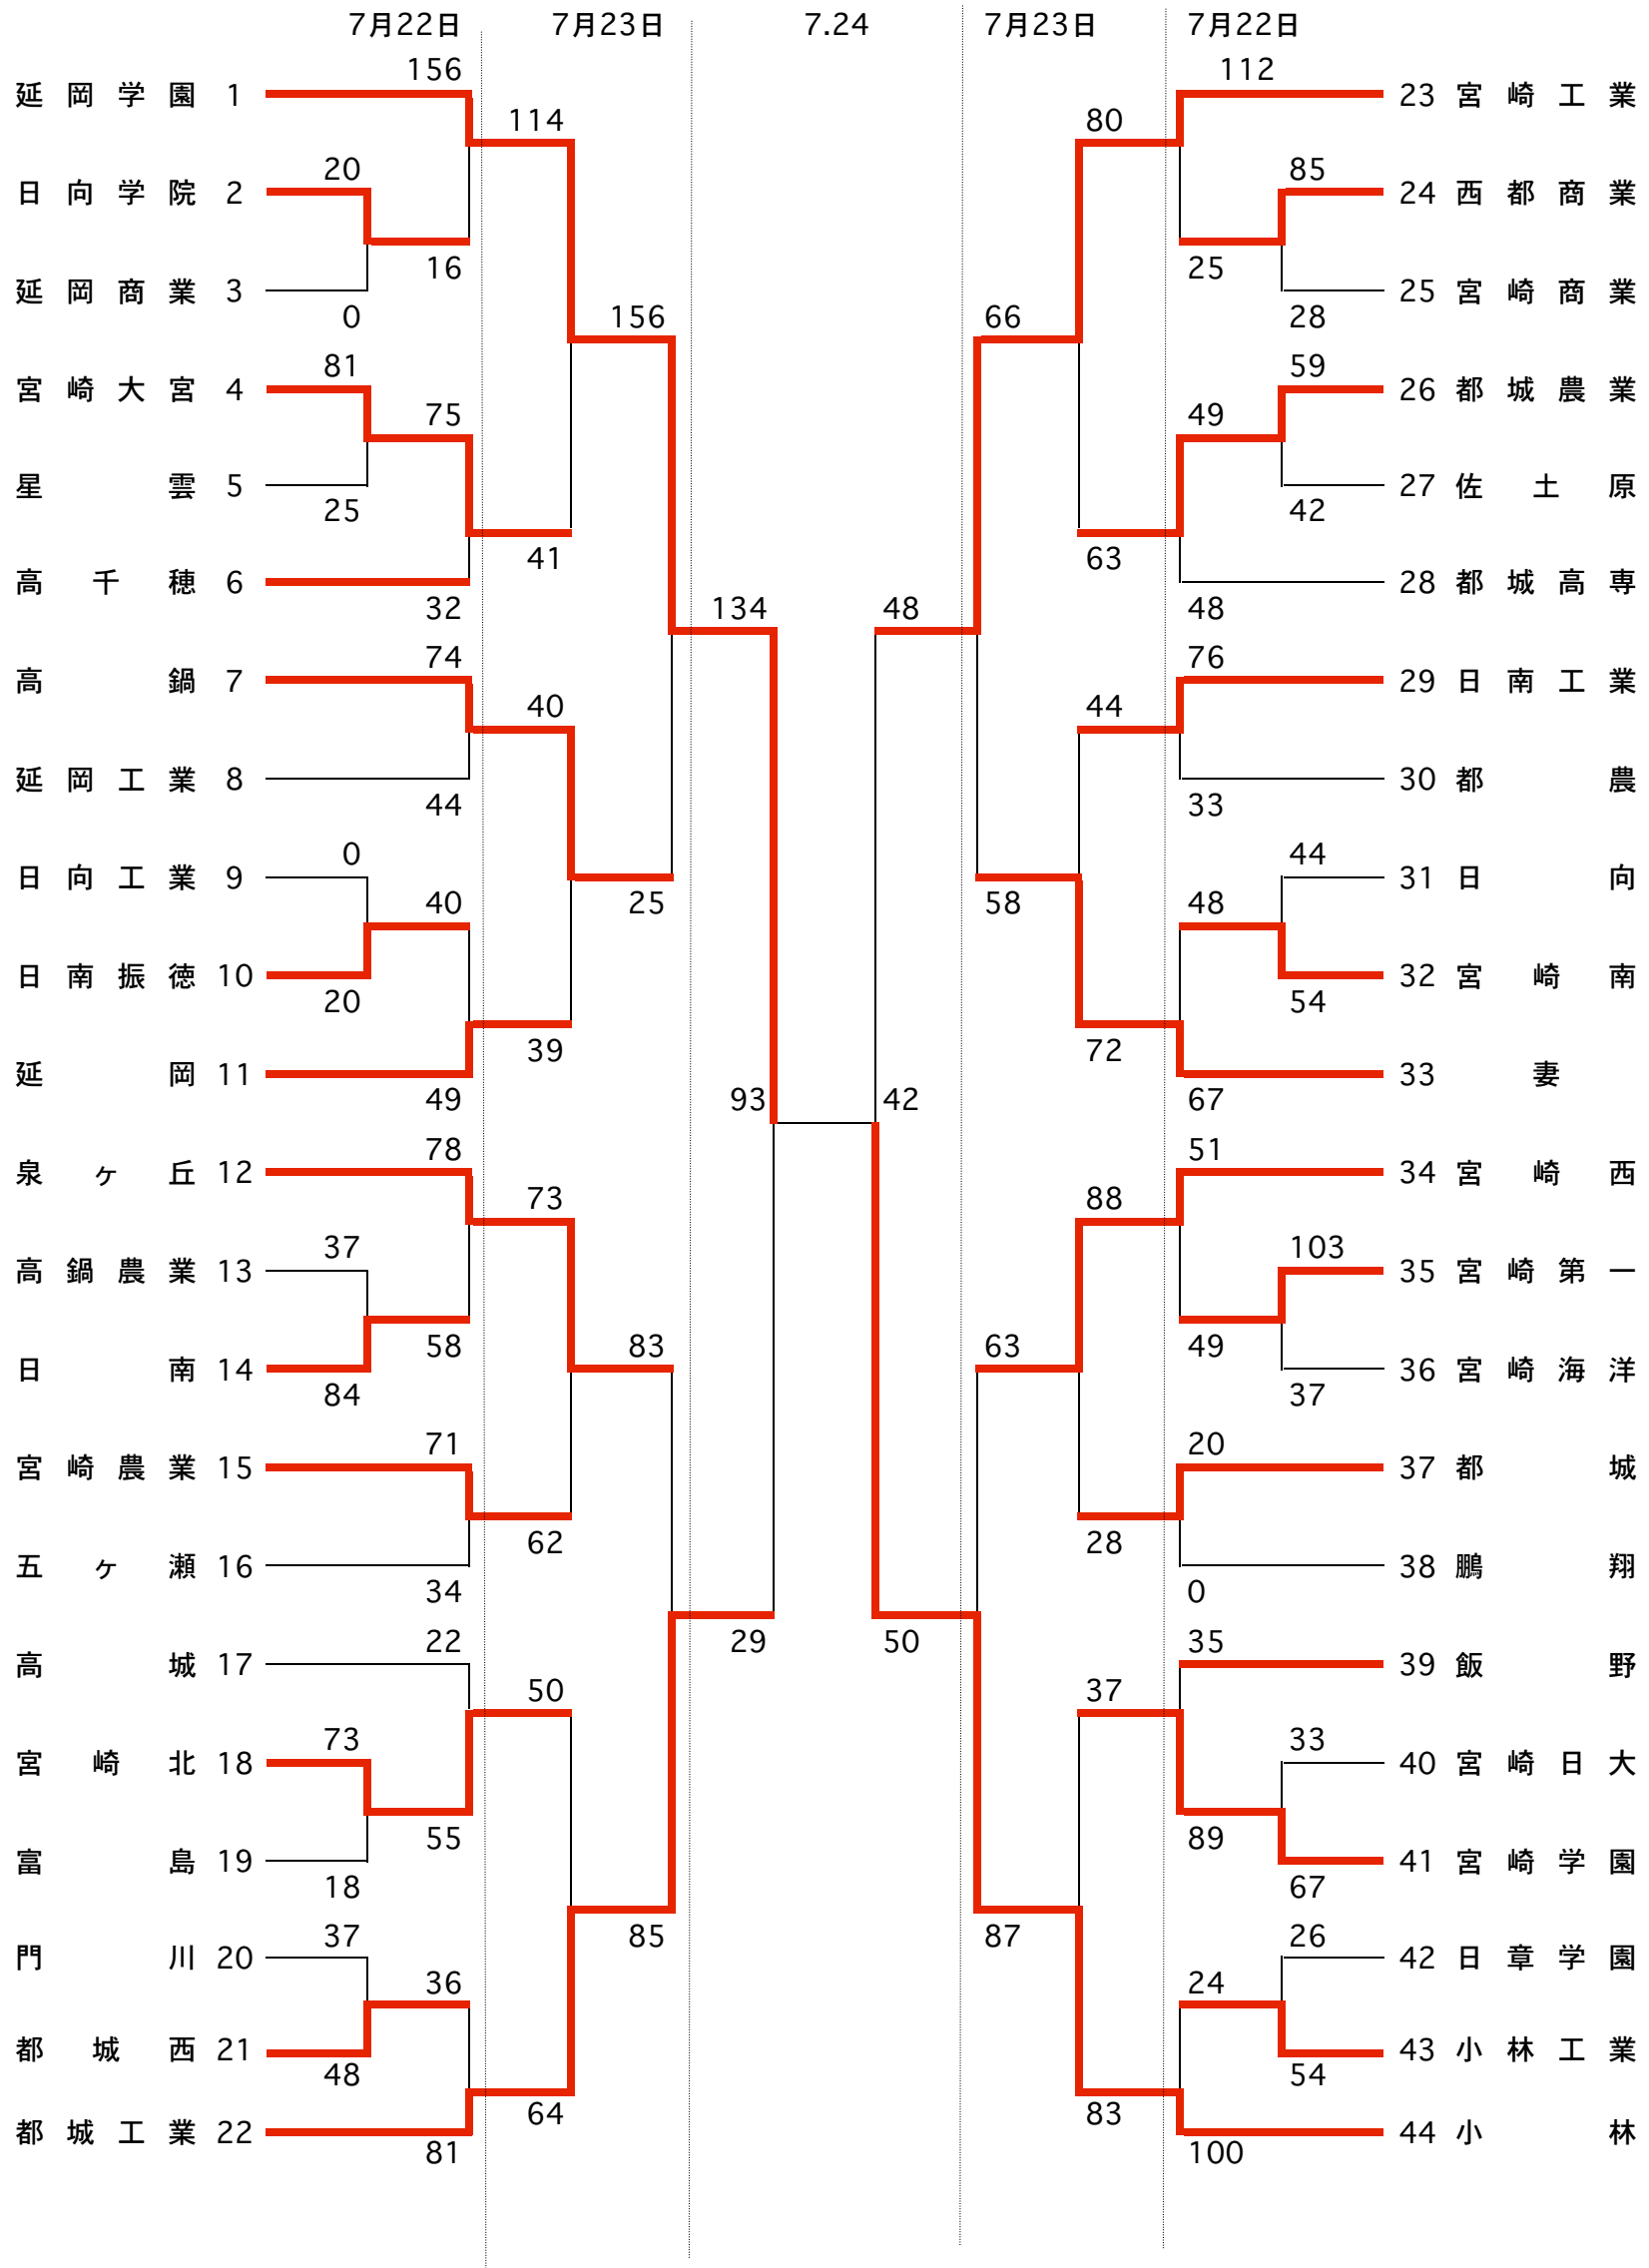 7月22日 7月23日 7.24 7月23日 7月22日
156 112
延岡学園 1 23 宮崎工業
114 80
20 85
日向学院 2 24 西都商業
16 25
延岡商業 3 25 宮崎商業
0 156 66 28
81 59
宮崎大宮 4 26 都城農業
75 49
星雲 5 27 佐土原
25 42
41 63
高千穂 6 28 都城高専
32 134 48 48
74 76
高鍋 7 29 日南工業
40 44
延岡工業 8 30 都農
44 33
0 44
日向工業 9 31 日向
40 25 58 48
日南振徳 10 32 宮崎南
20 54
39 72
延岡 11 33 妻
49 93 42 67
78 51
泉ヶ丘 12 34 宮崎西
73 88
37 103
高鍋農業 13 35 宮崎第一
58 83 63 49
日南 14 36 宮崎海洋
84 37
71 20
宮崎農業 15 37 都城
62 28
五ヶ瀬 16 38 鵬翔
34 0
22 29 50 35
高城 17 39 飯野
50 37
73 33
宮崎北 18 40 宮崎日大
55 89
富島 19 41 宮崎学園
18 67
37 85 87 26
門川 20 42 日章学園
36 24
都城西 21 43 小林工業
48 54
64 83
都城工業 22 44 小林
81 100